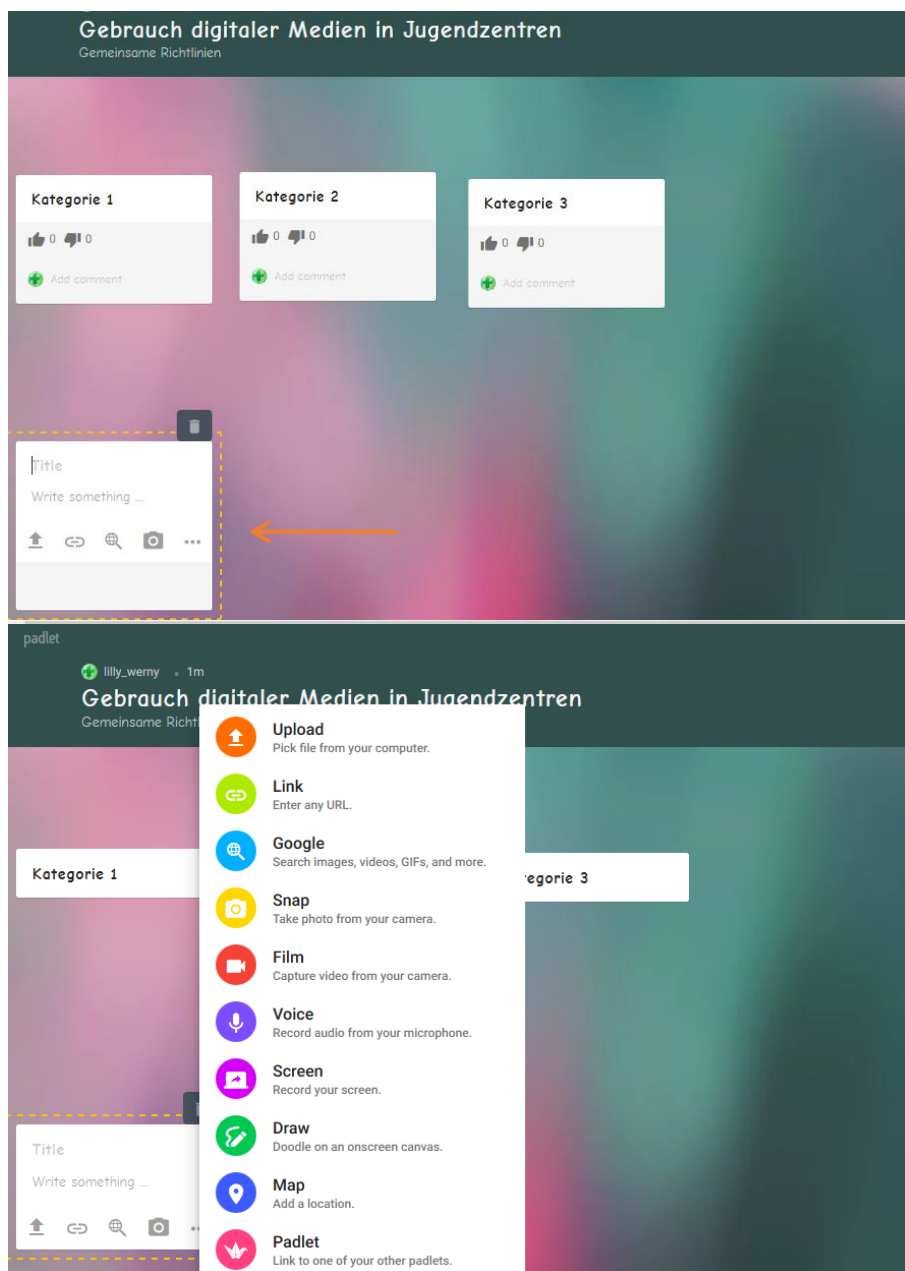 Gebrauch digitaler Medien in Jugendzentren
Gemeinsame Richtlinien
Kategorie 1
0 0
Add comment
Kategorie 2
0 0
Add comment
Kategorie 3
0 0
Add comment
Title
Write something ...
padlet
lilly_werny 1m
Gebrauch digitaler Medien in Jugendzentren
Gemeinsame Richt
Kategorie 1
egorie 3
Upload
Pick file from your computer.
Link
Enter any URL.
Google
Search images, videos, GIFs, and more.
Snap
Take photo from your camera.
Film
Capture video from your camera.
Voice
Record audio from your microphone.
Screen
Record your screen.
Draw
Doodle on an onscreen canvas.
Map
Add a location.
Padlet
Link to one of your other padlets.
Title
Write something ...